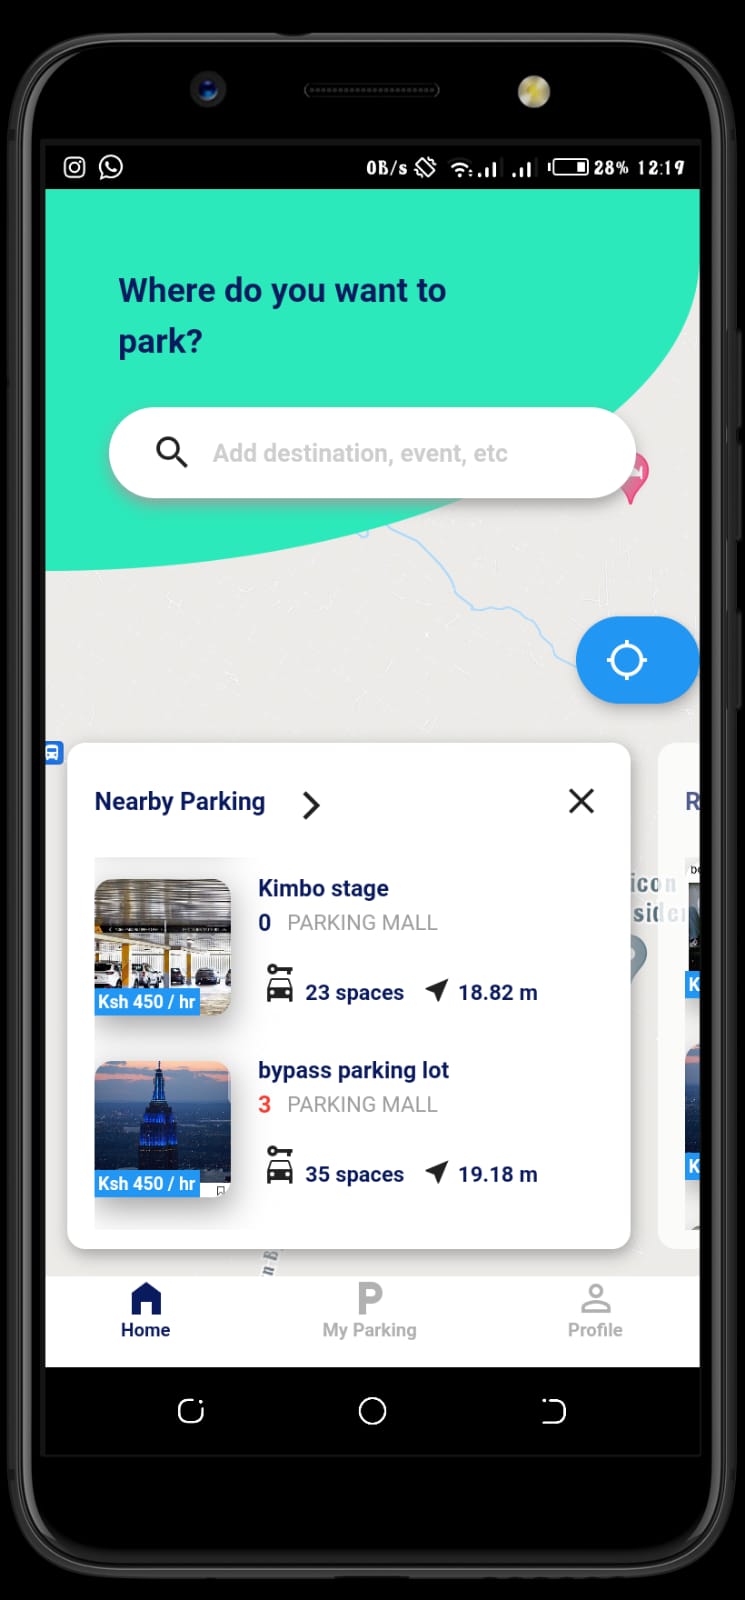 0B/s 28% 12:19
Where do you want to
park?
Add destination, event, etc
Nearby Parking
R
icon
sider
Kimbo stage
0 PARKING MALL
Ksh 450 / hr
23 spaces 18.82 m
K
bypass parking lot
3 PARKING MALL
Ksh 450 / hr
35 spaces 19.18 m
K
Home
P
My Parking
Profile